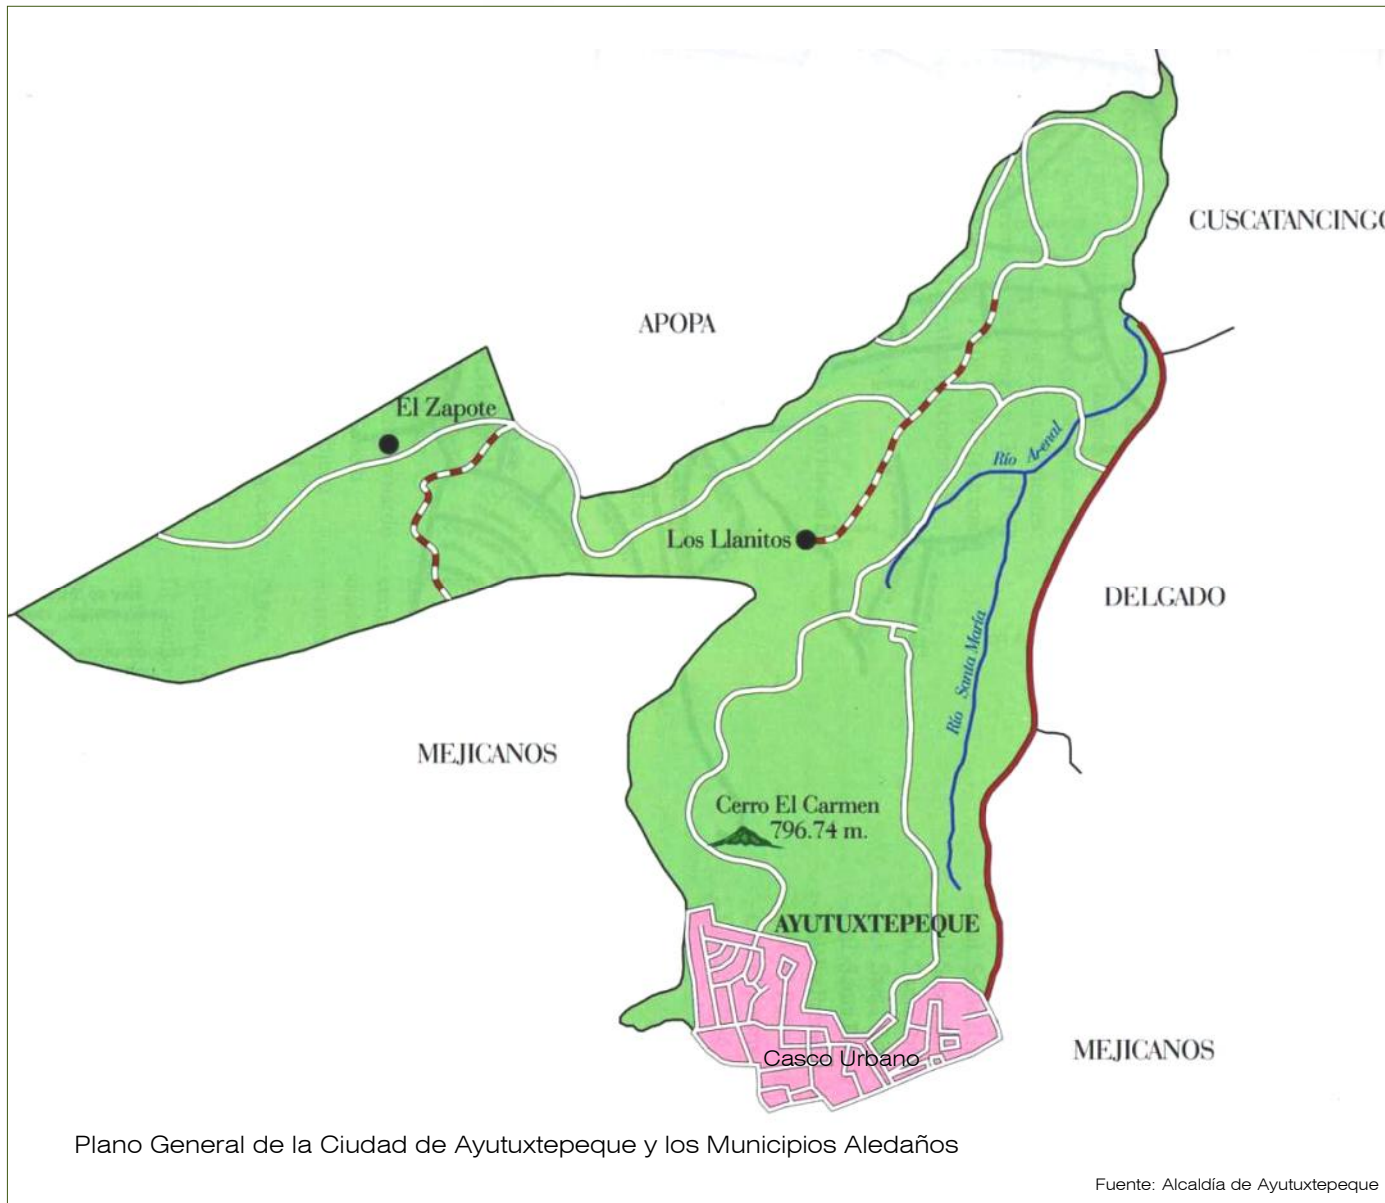 CUSCATANCINGO
APOPA
El Zapote
Río Arenal
Los Llanitos
DELGADO
Río Santa María
MEJICANOS
Cerro El Carmen
796.74 m.
AYUTUXTEPEQUE
Casco Urbano
MEJICANOS
Plano General de la Ciudad de Ayutuxtepeque y los Municipios Aledaños
Fuente: Alcaldía de Ayutuxtepeque